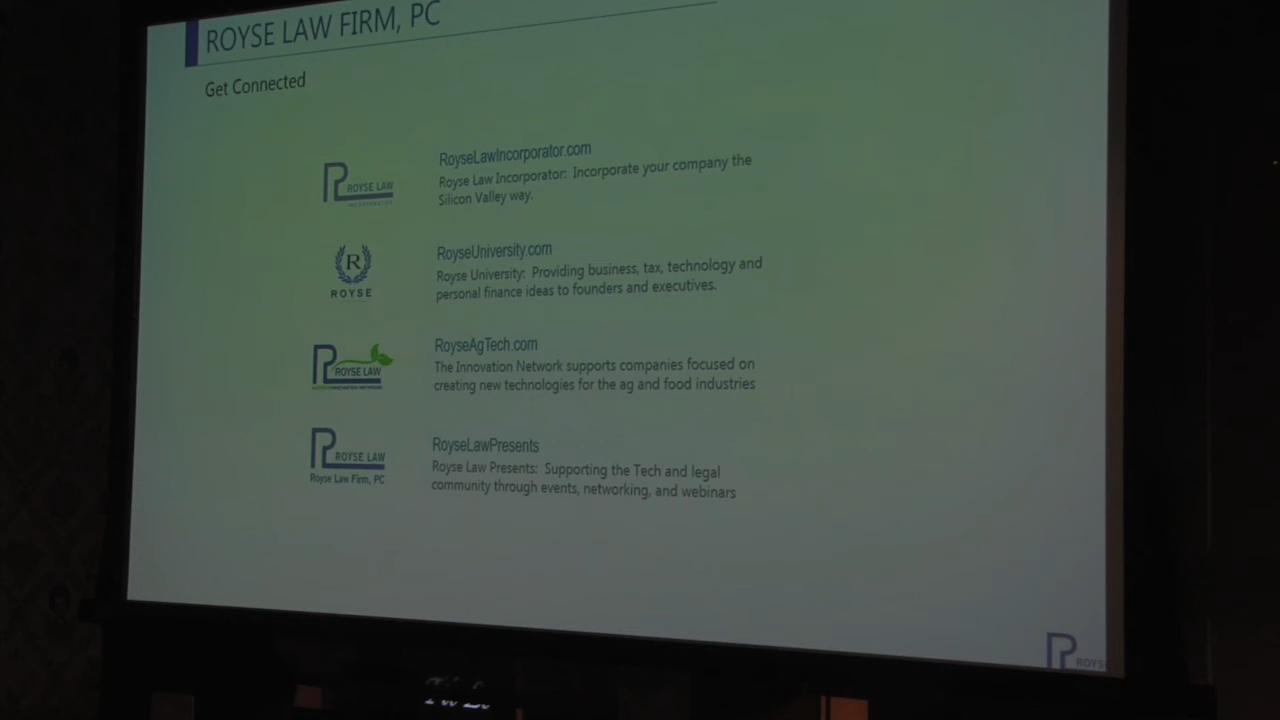 ROYSE LAW FIRM, PC
Get Connected
ROYSE LAW
INCORPORATOR
RoyseLawIncorporator.com
Royse Law Incorporator: Incorporate your company the
Silicon Valley way.
R
ROYSE
RoyseUniversity.com
Royse University: Providing business, tax, technology and
personal finance ideas to founders and executives.
ROYSE LAW
RoyseAgTech.com
The Innovation Network supports companies focused on
creating new technologies for the ag and food industries
ROYSE LAW
Royse Law Firm, PC
RoyseLawPresents
Royse Law Presents: Supporting the Tech and legal
community through events, networking, and webinars
ROYSE